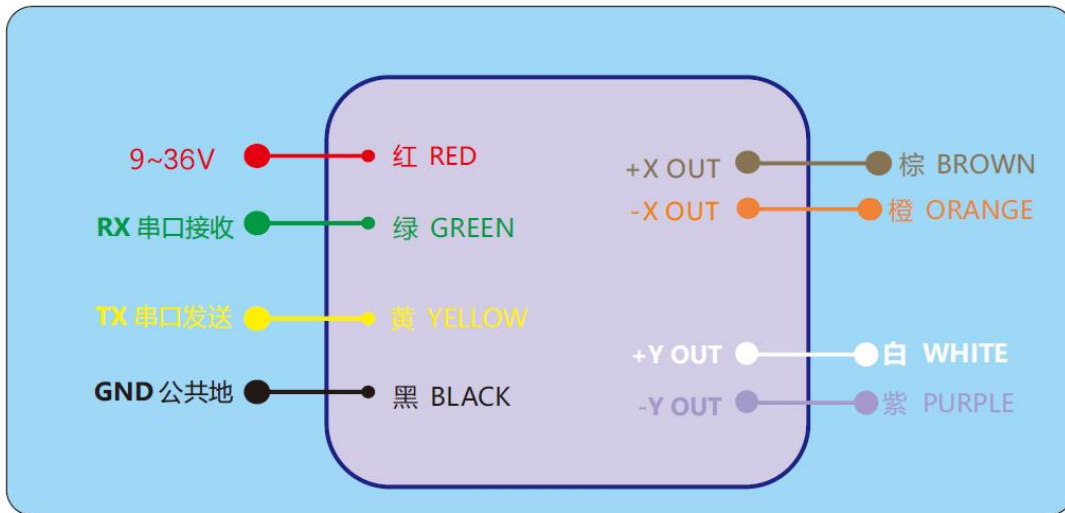 9~36V
红 RED
RX 串口接收
绿 GREEN
TX 串口发送
黄 YELLOW
GND 公共地
黑 BLACK
+X OUT
棕 BROWN
-X OUT
橙 ORANGE
+Y OUT
白 WHITE
-Y OUT
紫 PURPLE